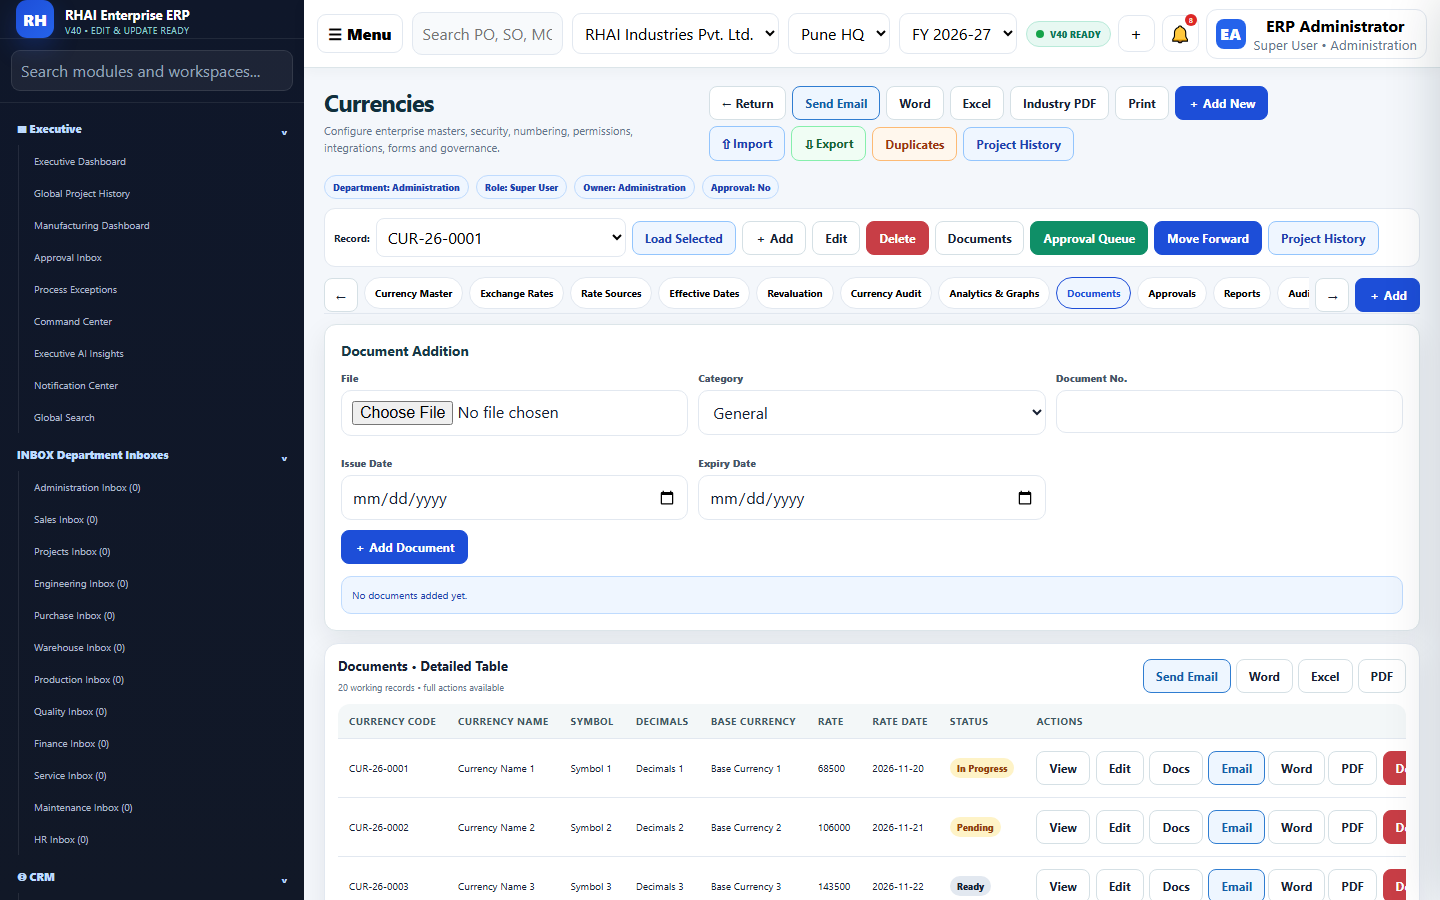 RH
RHAI Enterprise ERP
V40 • EDIT & UPDATE READY
Search modules and workspaces...
Executive
Executive Dashboard
Global Project History
Manufacturing Dashboard
Approval Inbox
Process Exceptions
Command Center
Executive AI Insights
Notification Center
Global Search
INBOX Department Inboxes
Administration Inbox (0)
Sales Inbox (0)
Projects Inbox (0)
Engineering Inbox (0)
Purchase Inbox (0)
Warehouse Inbox (0)
Production Inbox (0)
Quality Inbox (0)
Finance Inbox (0)
Service Inbox (0)
Maintenance Inbox (0)
HR Inbox (0)
CRM
☰ Menu
Search PO, SO, MO
RHAI Industries Pvt. Ltd.
Pune HQ
FY 2026-27
V40 READY
+
8
EA
ERP Administrator
Super User • Administration
Currencies
Configure enterprise masters, security, numbering, permissions,
integrations, forms and governance.
← Return
Send Email
Word
Excel
Industry PDF
Print
+ Add New
⇧ Import
⇩ Export
Duplicates
Project History
Department: Administration
Role: Super User
Owner: Administration
Approval: No
Record:
CUR-26-0001
Load Selected
+ Add
Edit
Delete
Documents
Approval Queue
Move Forward
Project History
←
Currency Master
Exchange Rates
Rate Sources
Effective Dates
Revaluation
Currency Audit
Analytics & Graphs
Documents
Approvals
Reports
Audi
→
+ Add
Document Addition
File
Category
Document No.
Choose File No file chosen
General
Issue Date
Expiry Date
mm/dd/yyyy
mm/dd/yyyy
+ Add Document
No documents added yet.
Documents • Detailed Table
20 working records • full actions available
Send Email
Word
Excel
PDF
CURRENCY CODE CURRENCY NAME SYMBOL DECIMALS BASE CURRENCY RATE RATE DATE STATUS ACTIONS
CUR-26-0001 Currency Name 1 Symbol 1 Decimals 1 Base Currency 1 68500 2026-11-20 In Progress View Edit Docs Email Word PDF De
CUR-26-0002 Currency Name 2 Symbol 2 Decimals 2 Base Currency 2 106000 2026-11-21 Pending View Edit Docs Email Word PDF De
CUR-26-0003 Currency Name 3 Symbol 3 Decimals 3 Base Currency 3 143500 2026-11-22 Ready View Edit Docs Email Word PDF De